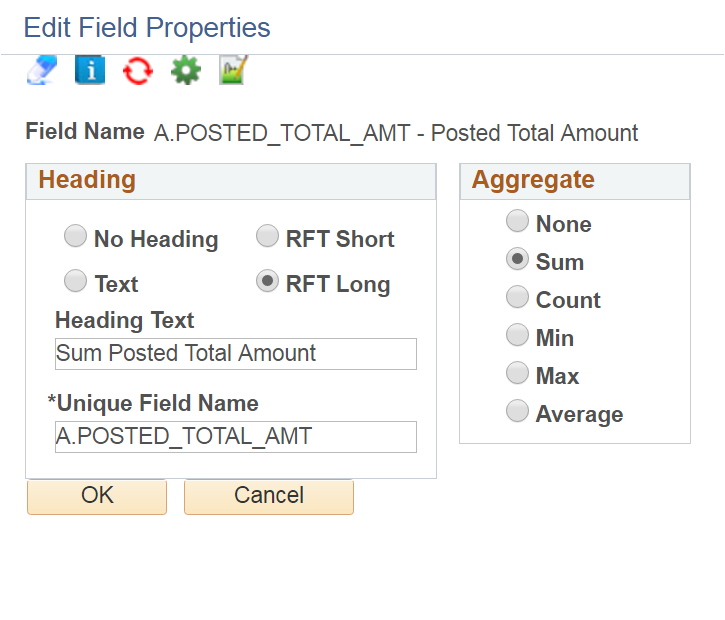 Edit Field Properties
Field Name A.POSTED_TOTAL_AMT - Posted Total Amount
Heading
No Heading RFT Short
Text RFT Long
Heading Text
Sum Posted Total Amount
*Unique Field Name
A.POSTED_TOTAL_AMT
Aggregate
None
Sum
Count
Min
Max
Average
OK Cancel